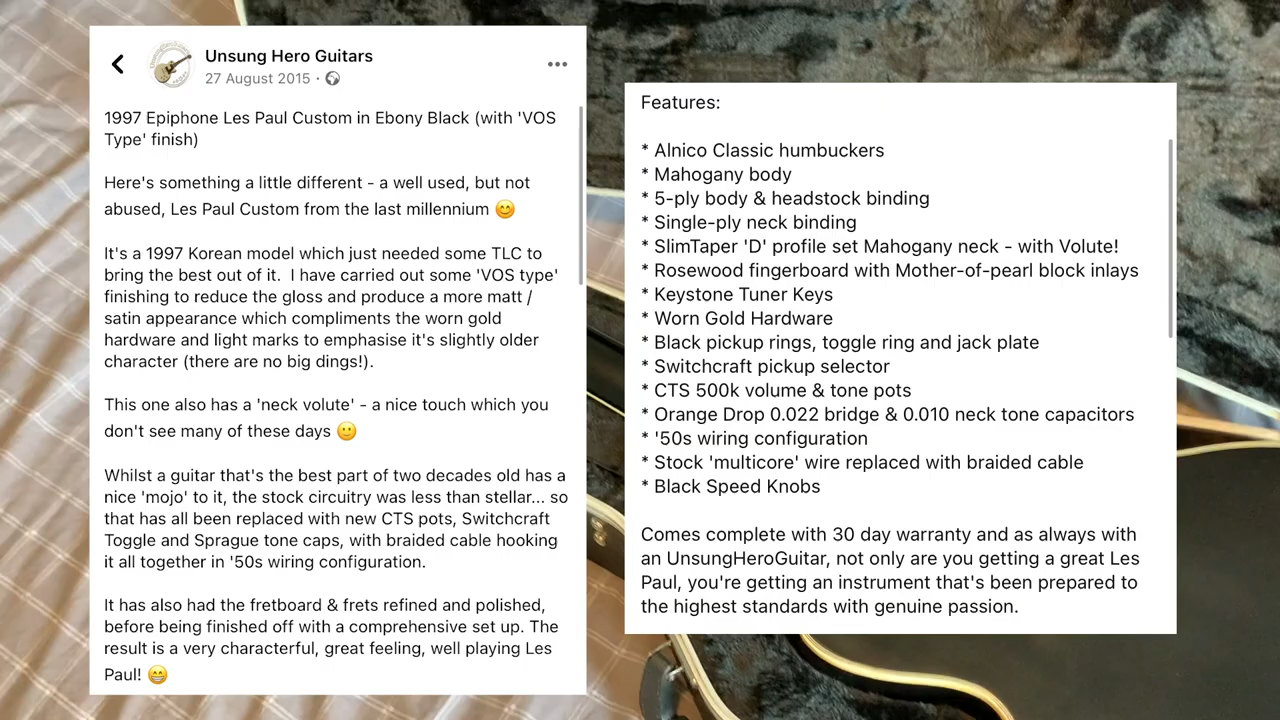 Unsung Hero Guitars
27 August 2015 ·
1997 Epiphone Les Paul Custom in Ebony Black (with 'VOS
Type' finish)
Here's something a little different - a well used, but not
abused, Les Paul Custom from the last millennium 😊
It's a 1997 Korean model which just needed some TLC to
bring the best out of it. I have carried out some 'VOS type'
finishing to reduce the gloss and produce a more matt /
satin appearance which compliments the worn gold
hardware and light marks to emphasise it's slightly older
character (there are no big dings!).
This one also has a 'neck volute' - a nice touch which you
don't see many of these days 🙂
Whilst a guitar that's the best part of two decades old has a
nice 'mojo' to it, the stock circuitry was less than stellar... so
that has all been replaced with new CTS pots, Switchcraft
Toggle and Sprague tone caps, with braided cable hooking
it all together in '50s wiring configuration.
It has also had the fretboard & frets refined and polished,
before being finished off with a comprehensive set up. The
result is a very characterful, great feeling, well playing Les
Paul! 😁
Features:
* Alnico Classic humbuckers
* Mahogany body
* 5-ply body & headstock binding
* Single-ply neck binding
* SlimTaper 'D' profile set Mahogany neck - with Volute!
* Rosewood fingerboard with Mother-of-pearl block inlays
* Keystone Tuner Keys
* Worn Gold Hardware
* Black pickup rings, toggle ring and jack plate
* Switchcraft pickup selector
* CTS 500k volume & tone pots
* Orange Drop 0.022 bridge & 0.010 neck tone capacitors
* '50s wiring configuration
* Stock 'multicore' wire replaced with braided cable
* Black Speed Knobs
Comes complete with 30 day warranty and as always with
an UnsungHeroGuitar, not only are you getting a great Les
Paul, you're getting an instrument that's been prepared to
the highest standards with genuine passion.